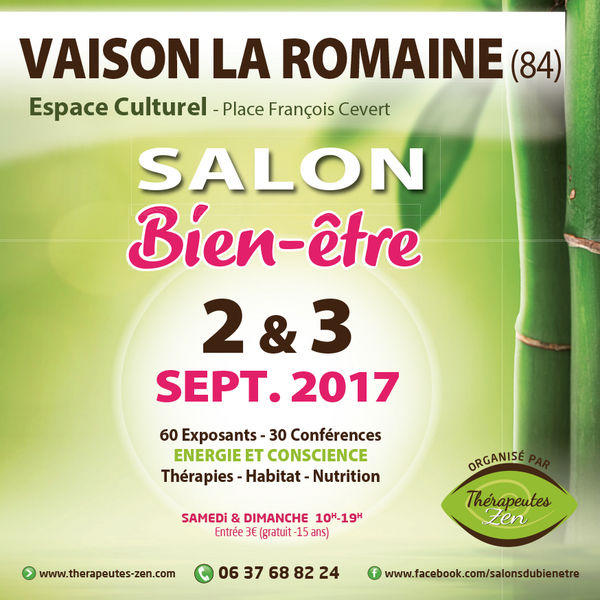 VAISON LA ROMAINE (84)
Espace Culturel - Place François Cevert
SALON
Bien-être
2 & 3
SEPT. 2017
60 Exposants - 30 Conférences
ENERGIE ET CONSCIENCE
Thérapies - Habitat - Nutrition
SAMEDi & DIMANCHE 10H-19H
Entrée 3€ (gratuit -15 ans)
ORGANISÉ PAR
Thérapeutes
Zen
www.therapeutes-zen.com
06 37 68 82 24
www.facebook.com/salonsdubienetre